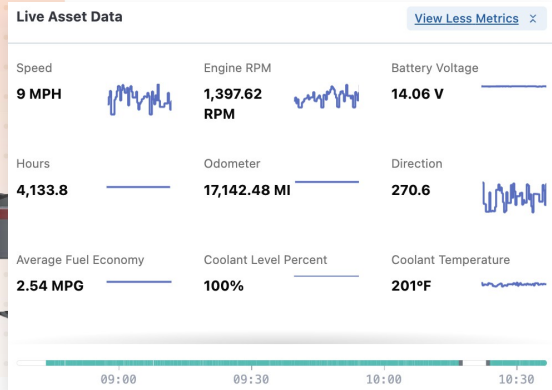 Live Asset Data
View Less Metrics
Speed
9 MPH
Engine RPM
1,397.62
RPM
Battery Voltage
14.06 V
Hours
4,133.8
Odometer
17,142.48 MI
Direction
270.6
Average Fuel Economy
2.54 MPG
Coolant Level Percent
100%
Coolant Temperature
201°F
09:00
09:30
10:00
10:30